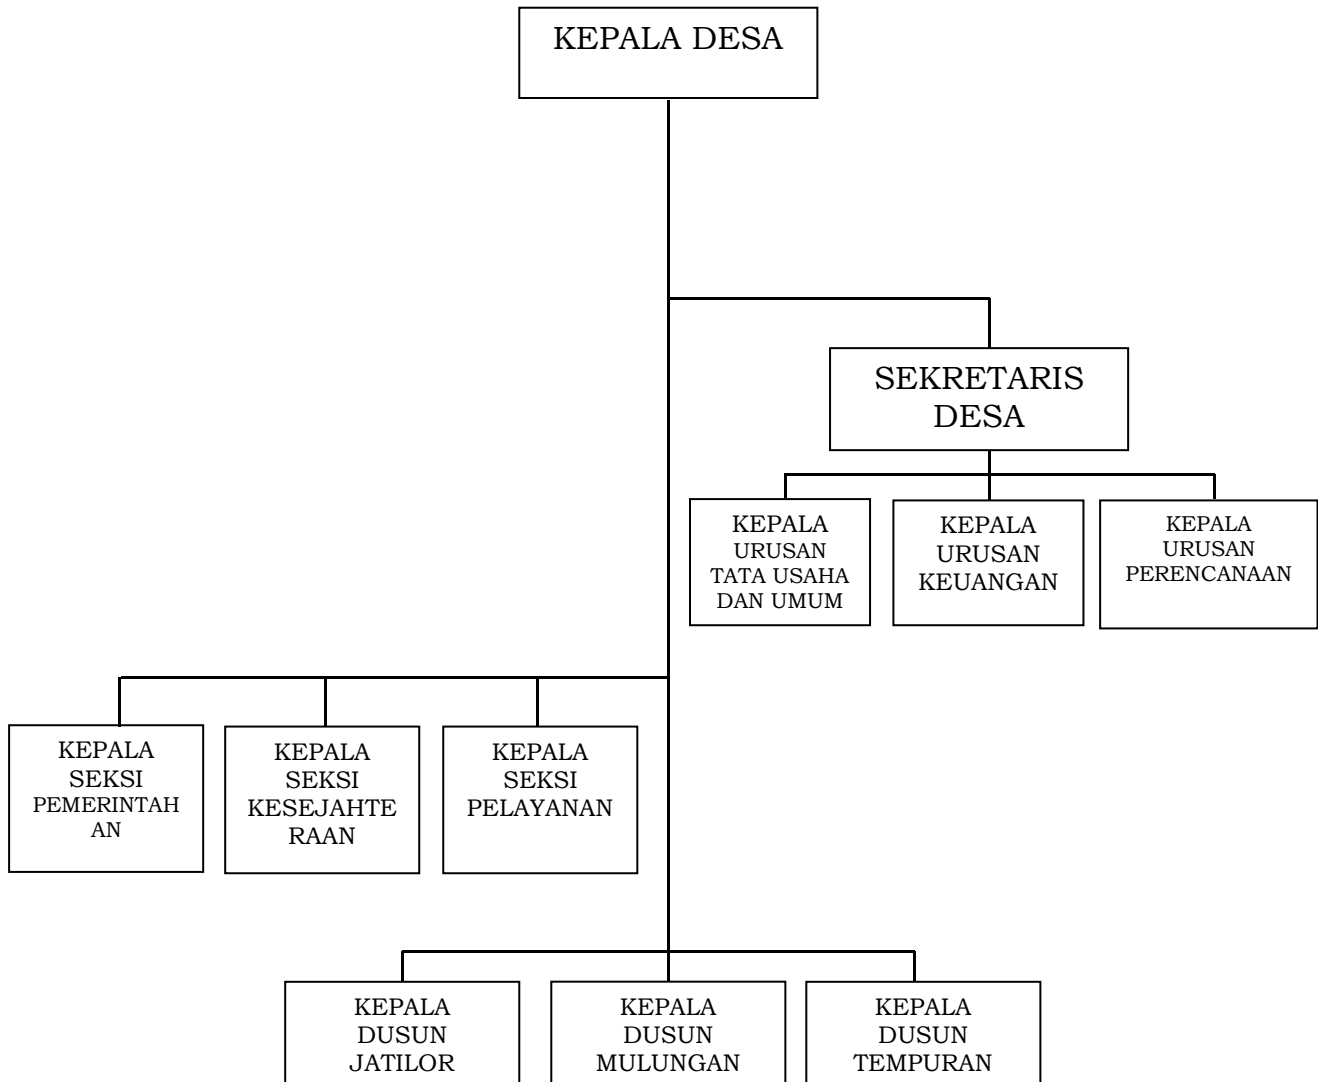 KEPALA DESA
SEKRETARIS
DESA
KEPALA
URUSAN
TATA USAHA
DAN UMUM
KEPALA
URUSAN
KEUANGAN
KEPALA
URUSAN
PERENCANAAN
KEPALA
SEKSI
PEMERINTAH
AN
KEPALA
SEKSI
KESEJAHTE
RAAN
KEPALA
SEKSI
PELAYANAN
KEPALA
DUSUN
JATILOR
KEPALA
DUSUN
MULUNGAN
KEPALA
DUSUN
TEMPURAN